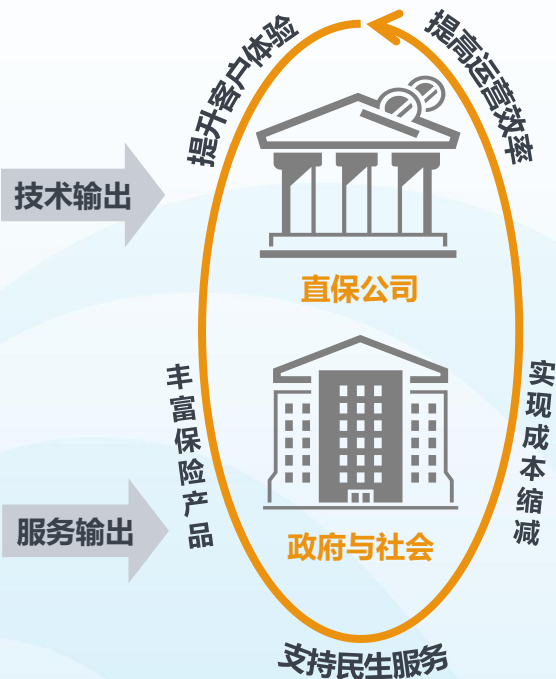 提升客户体验
提高运营效率
技术输出
直保公司
丰富保险产品
实现成本缩减
服务输出
政府与社会
支持民生服务